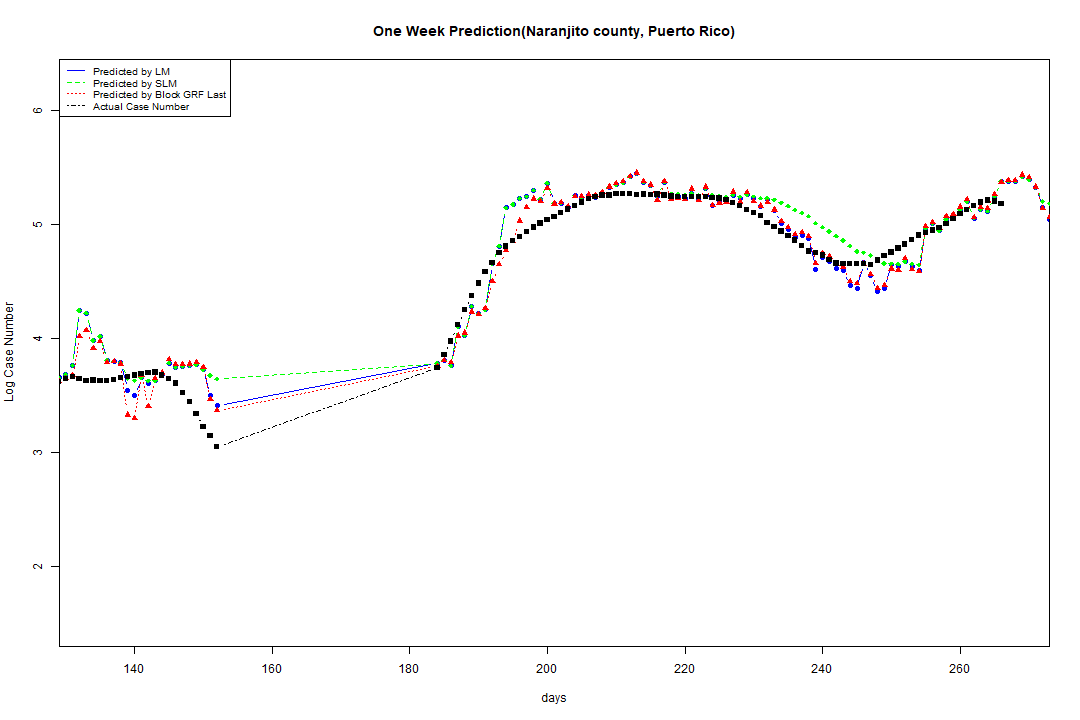 One Week Prediction(Naranjito county, Puerto Rico)
Predicted by LM
Predicted by SLM
Predicted by Block GRF Last
Actual Case Number
6
5
4
3
2
Log Case Number
140 160 180 200 220 240 260
days